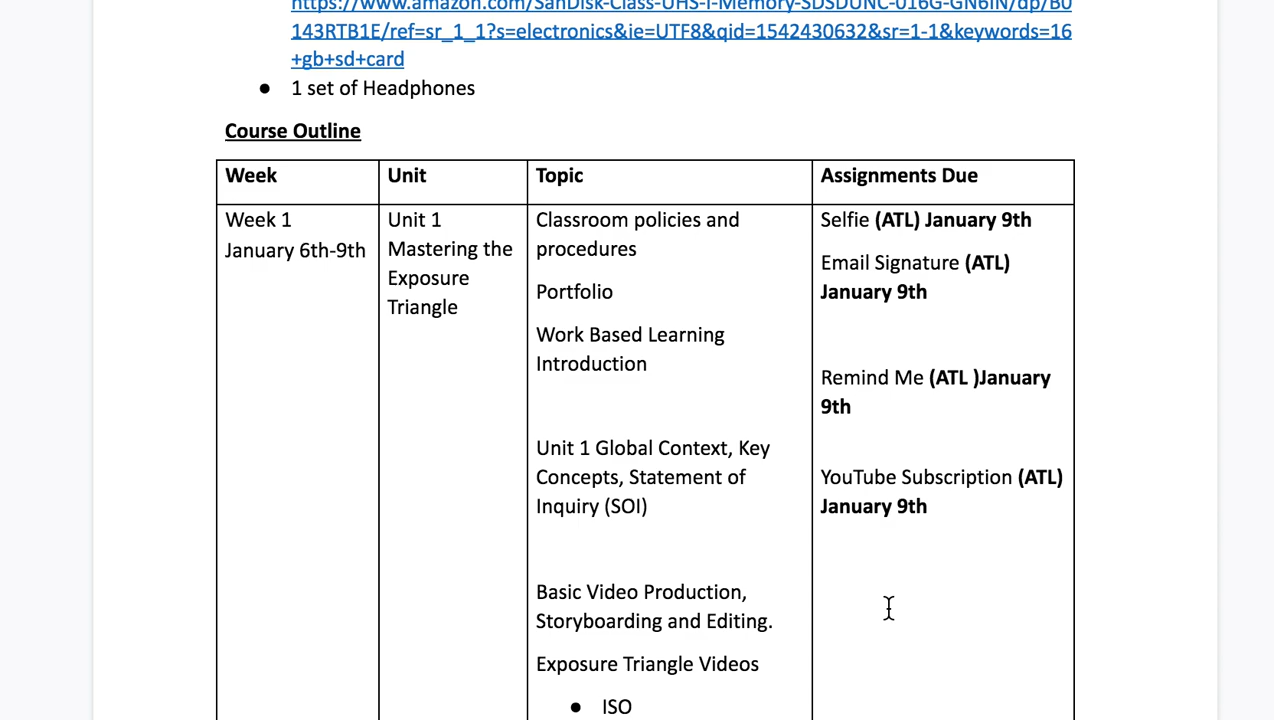 https://www.amazon.com/SanDisk-Class-UHS-I-Memory-SDSDUNC-016G-GN6IN/dp/B0
143RTB1E/ref=sr_1_1?s=electronics&ie=UTF8&qid=1542430632&sr=1-1&keywords=16
+gb+sd+card
● 1 set of Headphones
Course Outline
Week
Unit
Topic
Assignments Due
Week 1
January 6th-9th
Unit 1
Mastering the
Exposure
Triangle
Classroom policies and
procedures
Portfolio
Work Based Learning
Introduction
Unit 1 Global Context, Key
Concepts, Statement of
Inquiry (SOI)
Basic Video Production,
Storyboarding and Editing.
Exposure Triangle Videos
● ISO
Selfie (ATL) January 9th
Email Signature (ATL)
January 9th
Remind Me (ATL )January
9th
YouTube Subscription (ATL)
January 9th